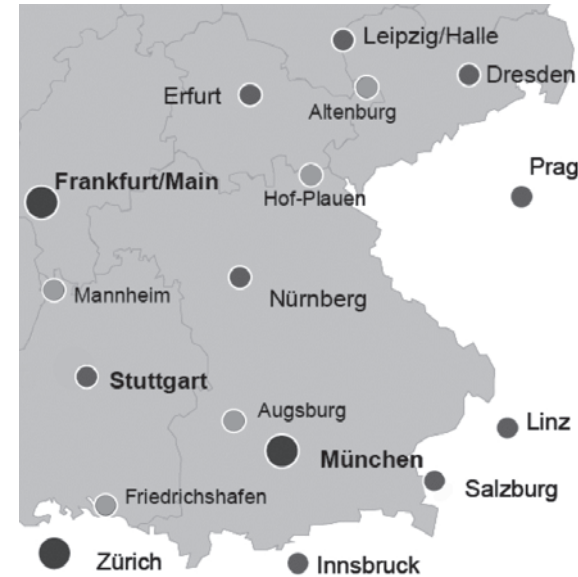 Leipzig/Halle
Dresden
Erfurt
Altenburg
Prag
Frankfurt/Main
Hof-Plauen
Mannheim
Nürnberg
Stuttgart
Augsburg
Linz
München
Salzburg
Friedrichshafen
Zürich
Innsbruck